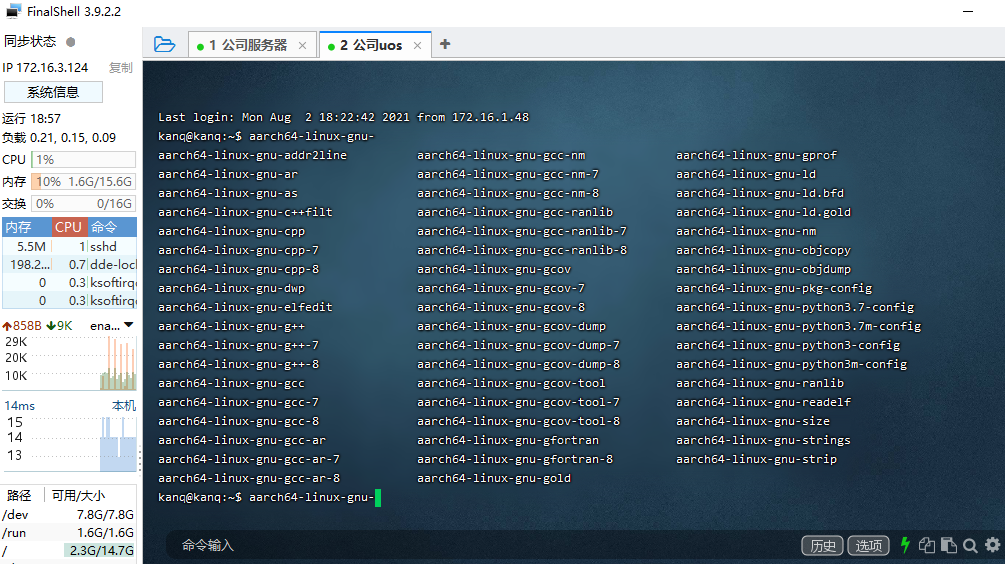 FinalShell 3.9.2.2
同步状态
IP 172.16.3.124 复制
系统信息
运行 18:57
负载 0.21, 0.15, 0.09
CPU 1%
内存 10% 1.6G/15.6G
交换 0% 0/16G
内存 CPU 命令
5.5M 1 sshd
198.2... 0.7 dde-loc
0 0.3 ksoftirq
0 0.3 ksoftirq
858B 9K ena...
29K
20K
10K
14ms 本机
15
14
13
路径 可用/大小
/dev 7.8G/7.8G
/run 1.6G/1.6G
/ 2.3G/14.7G
1 公司服务器
2 公司uos
Last login: Mon Aug  2 18:22:42 2021 from 172.16.1.48
kanq@kanq:~$ aarch64-linux-gnu-
aarch64-linux-gnu-addr2line aarch64-linux-gnu-gcc-nm aarch64-linux-gnu-gprof
aarch64-linux-gnu-ar aarch64-linux-gnu-gcc-nm-7 aarch64-linux-gnu-ld
aarch64-linux-gnu-as aarch64-linux-gnu-gcc-nm-8 aarch64-linux-gnu-ld.bfd
aarch64-linux-gnu-c++filt aarch64-linux-gnu-gcc-ranlib aarch64-linux-gnu-ld.gold
aarch64-linux-gnu-cpp aarch64-linux-gnu-gcc-ranlib-7 aarch64-linux-gnu-nm
aarch64-linux-gnu-cpp-7 aarch64-linux-gnu-gcc-ranlib-8 aarch64-linux-gnu-objcopy
aarch64-linux-gnu-cpp-8 aarch64-linux-gnu-gcov aarch64-linux-gnu-objdump
aarch64-linux-gnu-dwp aarch64-linux-gnu-gcov-7 aarch64-linux-gnu-pkg-config
aarch64-linux-gnu-elfedit aarch64-linux-gnu-gcov-8 aarch64-linux-gnu-python3.7-config
aarch64-linux-gnu-g++ aarch64-linux-gnu-gcov-dump aarch64-linux-gnu-python3.7m-config
aarch64-linux-gnu-g++-7 aarch64-linux-gnu-gcov-dump-7 aarch64-linux-gnu-python3-config
aarch64-linux-gnu-g++-8 aarch64-linux-gnu-gcov-dump-8 aarch64-linux-gnu-python3m-config
aarch64-linux-gnu-gcc aarch64-linux-gnu-gcov-tool aarch64-linux-gnu-ranlib
aarch64-linux-gnu-gcc-7 aarch64-linux-gnu-gcov-tool-7 aarch64-linux-gnu-readelf
aarch64-linux-gnu-gcc-8 aarch64-linux-gnu-gcov-tool-8 aarch64-linux-gnu-size
aarch64-linux-gnu-gcc-ar aarch64-linux-gnu-gfortran aarch64-linux-gnu-strings
aarch64-linux-gnu-gcc-ar-7 aarch64-linux-gnu-gfortran-8 aarch64-linux-gnu-strip
aarch64-linux-gnu-gcc-ar-8 aarch64-linux-gnu-gold
kanq@kanq:~$ aarch64-linux-gnu-
命令输入 历史 选项